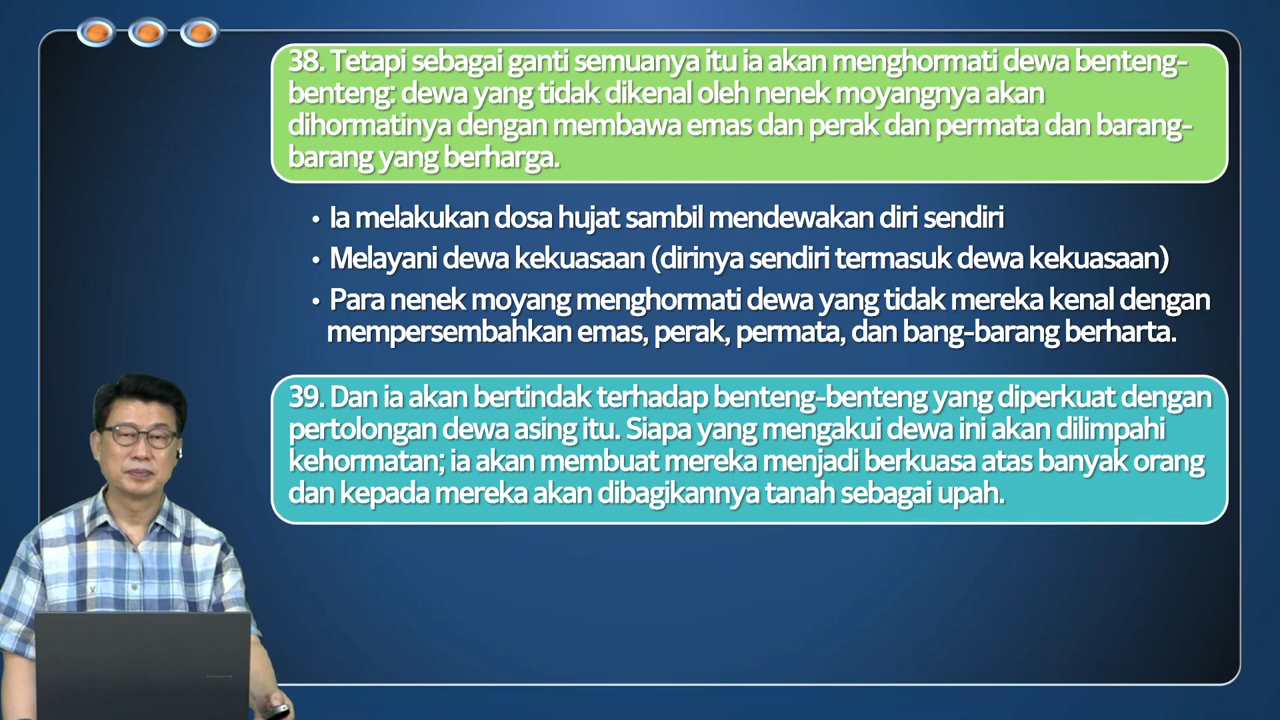 38. Tetapi sebagai ganti semuanya itu ia akan menghormati dewa benteng-
benteng: dewa yang tidak dikenal oleh nenek moyangnya akan
dihormatinya dengan membawa emas dan perak dan permata dan barang-
barang yang berharga.
• Ia melakukan dosa hujat sambil mendewakan diri sendiri
• Melayani dewa kekuasaan (dirinya sendiri termasuk dewa kekuasaan)
• Para nenek moyang menghormati dewa yang tidak mereka kenal dengan
mempersembahkan emas, perak, permata, dan bang-barang berharta.
39. Dan ia akan bertindak terhadap benteng-benteng yang diperkuat dengan
pertolongan dewa asing itu. Siapa yang mengakui dewa ini akan dilimpahi
kehormatan; ia akan membuat mereka menjadi berkuasa atas banyak orang
dan kepada mereka akan dibagikannya tanah sebagai upah.